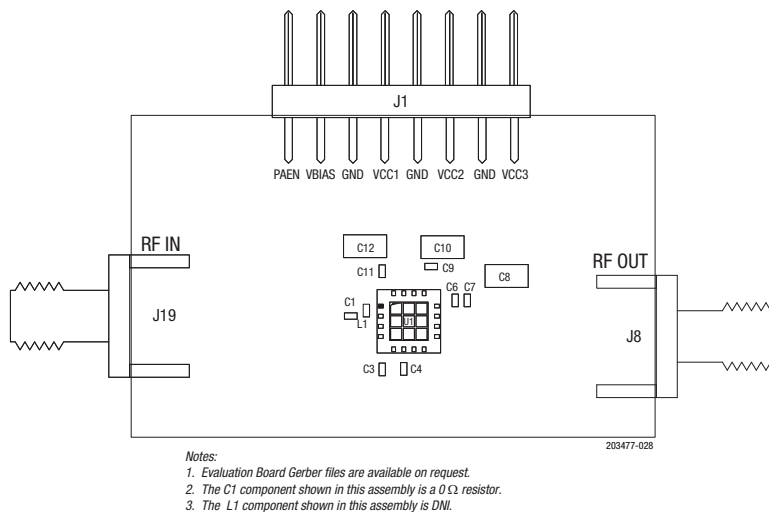 J1
PAEN VBIAS GND VCC1 GND VCC2 GND VCC3
RF IN
RF OUT
C12
C10
C11
C9
C8
C1
L1
U1
C6 C7
J19
J8
C3
C4
203477-028
Notes:
1. Evaluation Board Gerber files are available on request.
2. The C1 component shown in this assembly is a 0 Ω resistor.
3. The L1 component shown in this assembly is DNI.